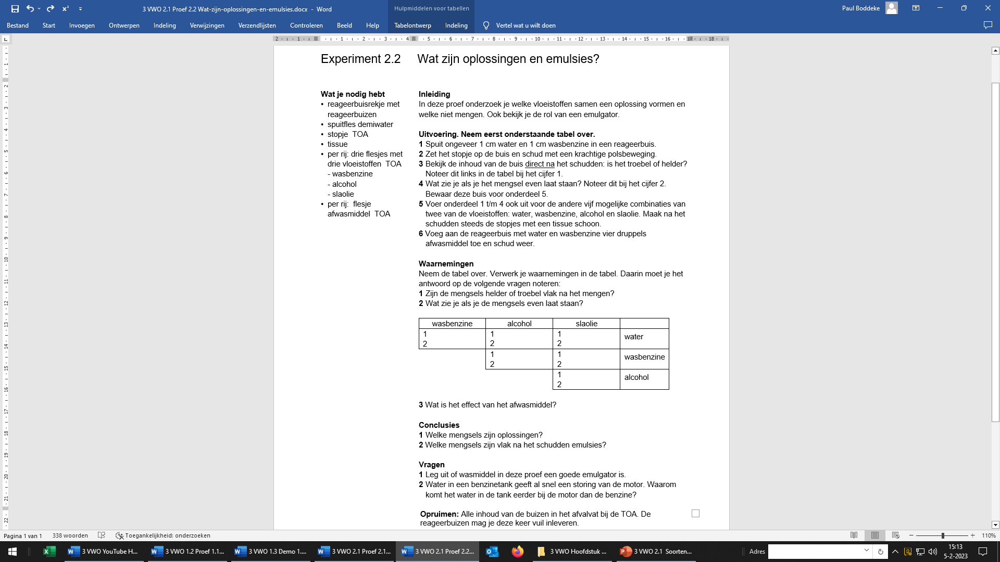 3 VWO 2.1 Proef 2.2 Wat-zijn-oplossingen-en-emulsies.docx - Word
Hulpmiddelen voor tabellen
Paul Boddeke
Bestand Start Invoegen Ontwerpen Indeling Verwijzingen Verzendlijsten Controleren Beeld Help Tabelontwerp Indeling Vertel wat u wilt doen
2 1 1 2 3 4 5 6 7 8 9 10 11 12 13 14 15 16 18
Experiment 2.2 Wat zijn oplossingen en emulsies?
Wat je nodig hebt
• reageerbuisrekje met
reageerbuizen
• spuitfles demiwater
• stopje TOA
• tissue
• per rij: drie flesjes met
drie vloeistoffen TOA
- wasbenzine
- alcohol
- slaolie
• per rij: flesje
afwasmiddel TOA
Inleiding
In deze proef onderzoek je welke vloeistoffen samen een oplossing vormen en
welke niet mengen. Ook bekijk je de rol van een emulgator.
Uitvoering. Neem eerst onderstaande tabel over.
1 Spuit ongeveer 1 cm water en 1 cm wasbenzine in een reageerbuis.
2 Zet het stopje op de buis en schud met een krachtige polsbeweging.
3 Bekijk de inhoud van de buis direct na het schudden: is het troebel of helder?
Noteer dit links in de tabel bij het cijfer 1.
4 Wat zie je als je het mengsel even laat staan? Noteer dit bij het cijfer 2.
Bewaar deze buis voor onderdeel 5.
5 Voer onderdeel 1 t/m 4 ook uit voor de andere vijf mogelijke combinaties van
twee van de vloeistoffen: water, wasbenzine, alcohol en slaolie. Maak na het
schudden steeds de stopjes met een tissue schoon.
6 Voeg aan de reageerbuis met water en wasbenzine vier druppels
afwasmiddel toe en schud weer.
Waarnemingen
Neem de tabel over. Verwerk je waarnemingen in de tabel. Daarin moet je het
antwoord op de volgende vragen noteren:
1 Zijn de mengsels helder of troebel vlak na het mengen?
2 Wat zie je als je de mengsels even laat staan?
wasbenzine alcohol slaolie
1 1 1 water
2 2 2
1 1 wasbenzine
2 2
1 alcohol
2
3 Wat is het effect van het afwasmiddel?
Conclusies
1 Welke mengsels zijn oplossingen?
2 Welke mengsels zijn vlak na het schudden emulsies?
Vragen
1 Leg uit of wasmiddel in deze proef een goede emulgator is.
2 Water in een benzinetank geeft al snel een storing van de motor. Waarom
komt het water in de tank eerder bij de motor dan de benzine?
Opruimen: Alle inhoud van de buizen in het afvalvat bij de TOA. De
reageerbuizen mag je deze keer vuil inleveren.
Pagina 1 van 1 338 woorden Toegankelijkheid: onderzoeken 110%
3 VWO YouTube H... 3 VWO 1.2 Proef 1.1... 3 VWO 1.3 Demo 1.... 3 VWO 2.1 Proef 2.1... 3 VWO 2.1 Proef 2.2... 3 VWO Hoofdstuk ... 3 VWO 2.1 Soorten... Adres
15:13
5-2-2023